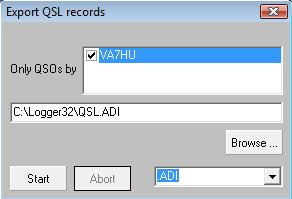 Export QSL records
VA7HU
Only QSOs by
C:\Logger32\QSL.ADI
Browse ...
Start
Abort
.ADI